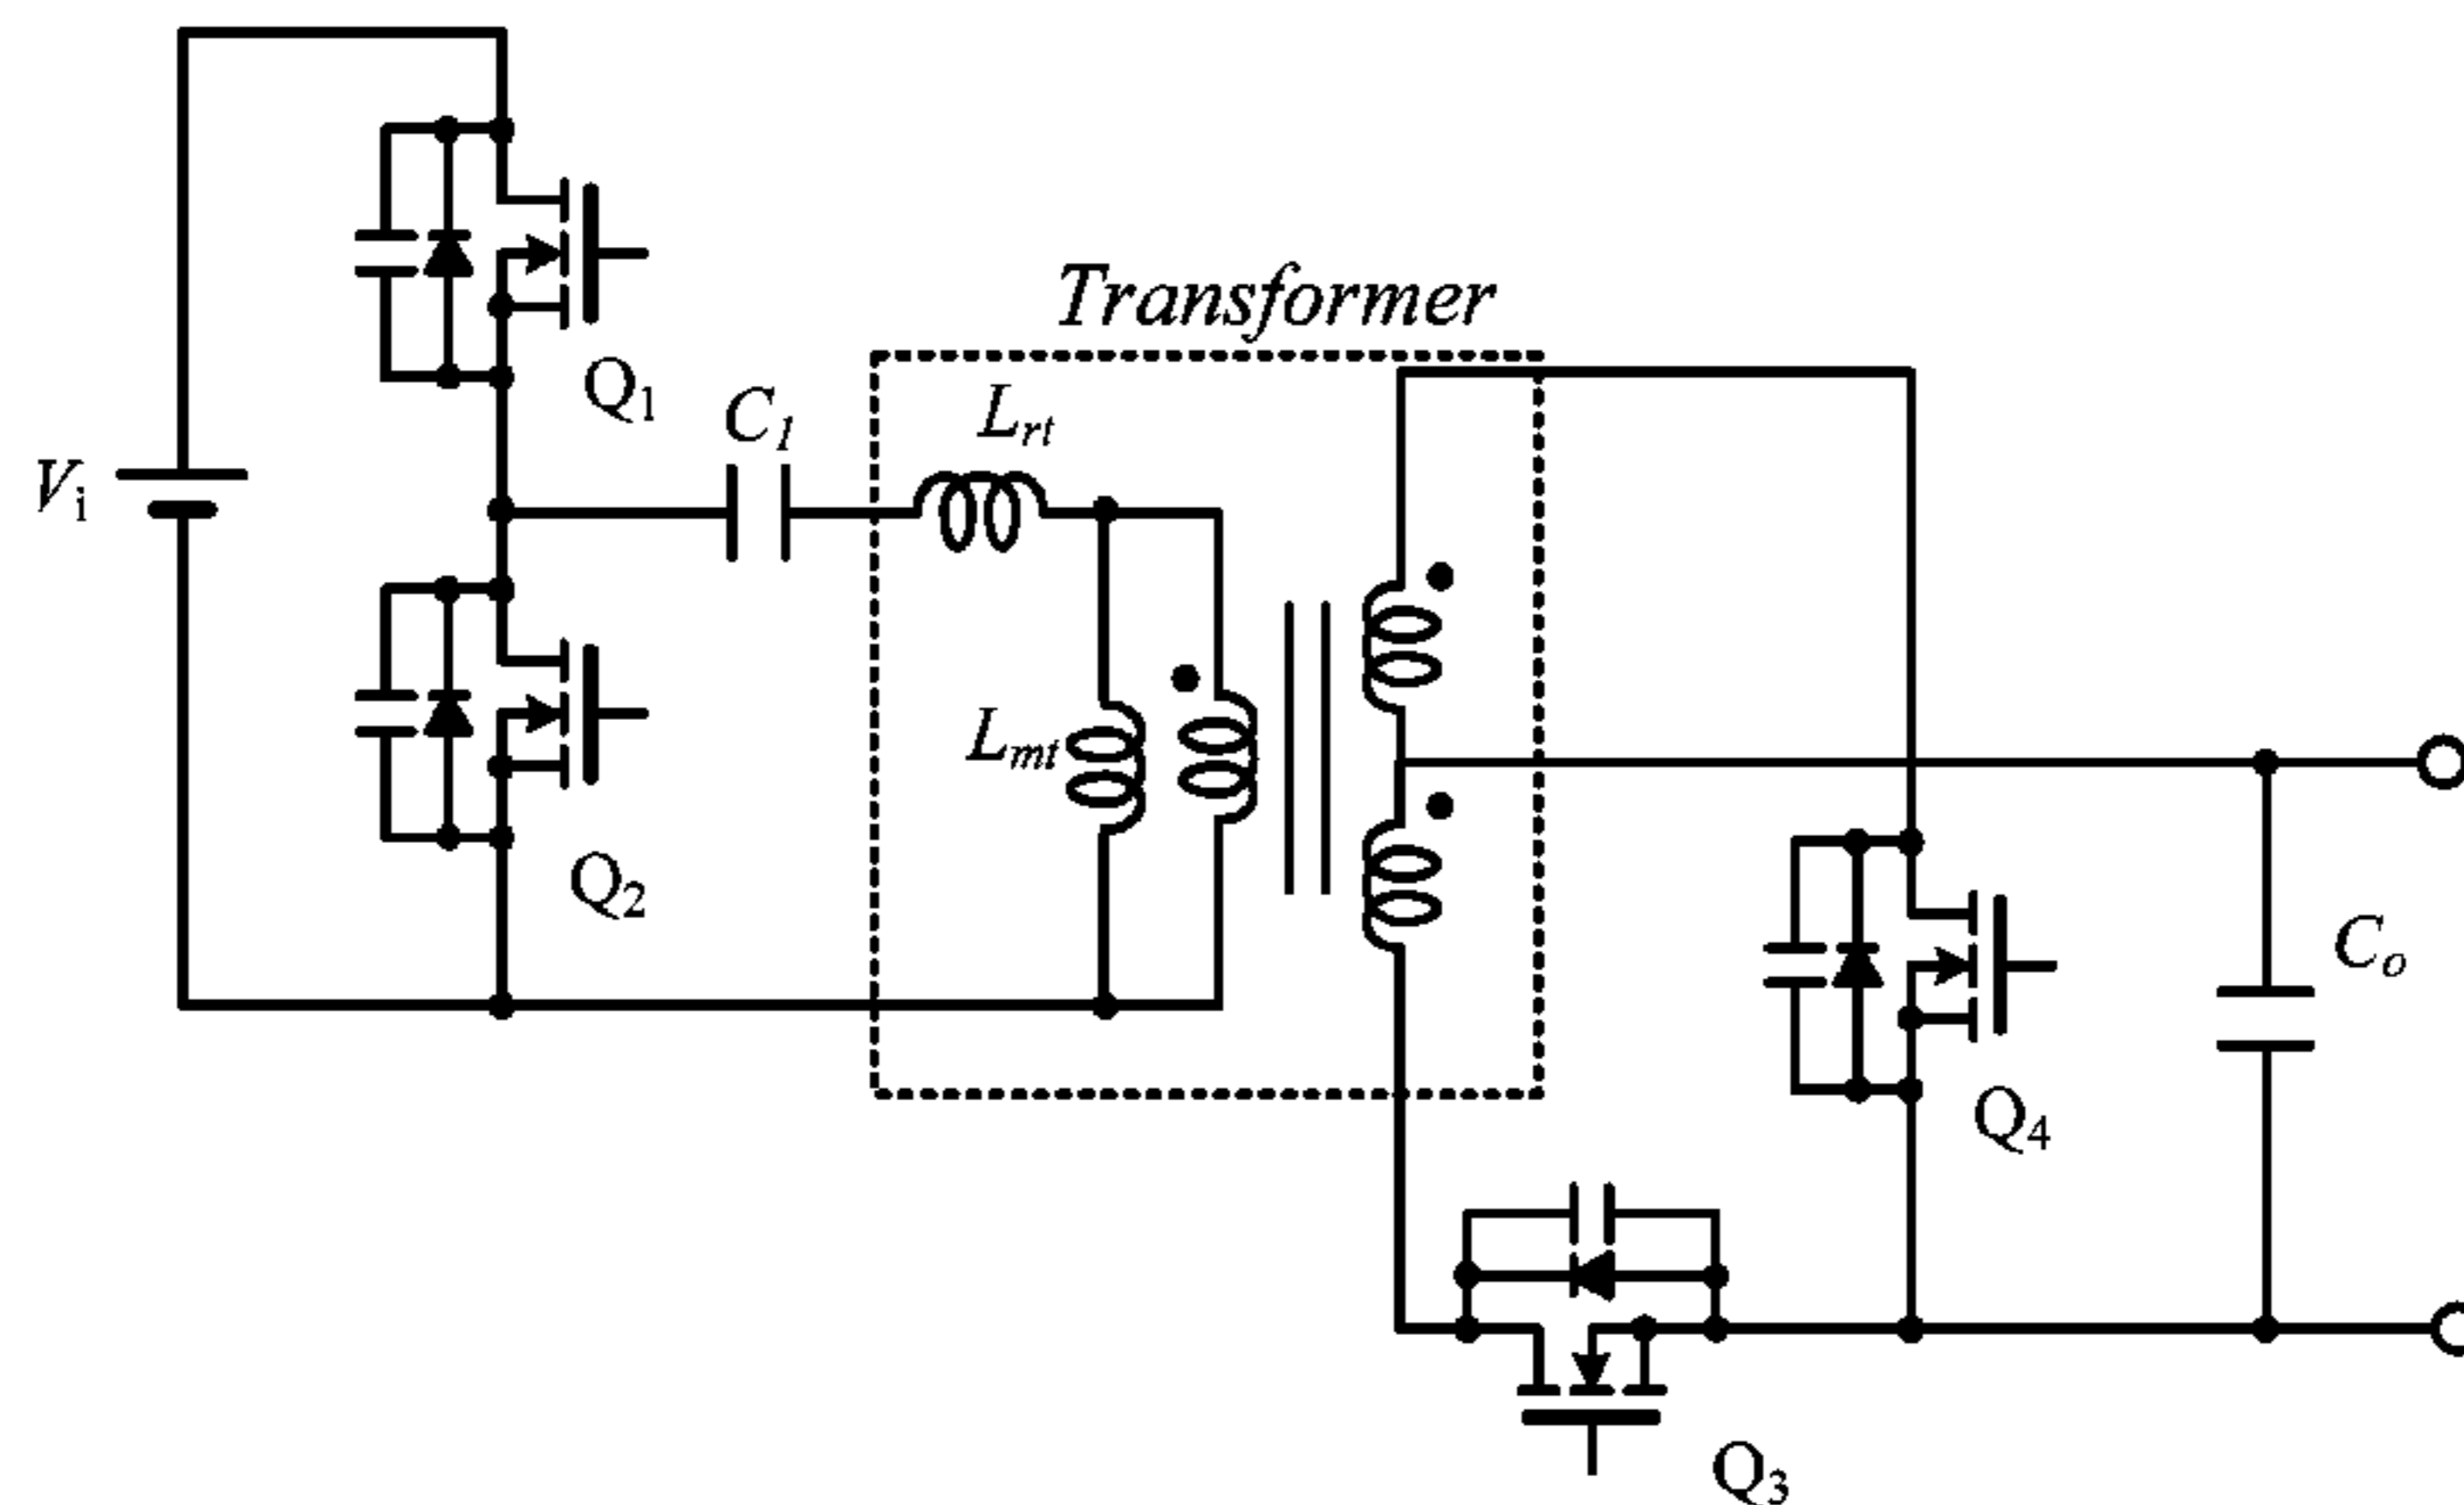 Transformer
Q1
C1
Lrt
Vi
Lmt
Q2
Co
Q4
Q3